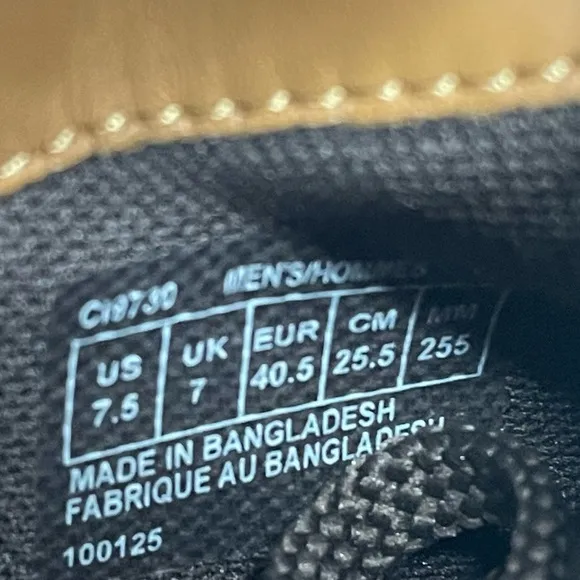 CI9730 MEN'S/HOMMES
US UK EUR CM MM
7.5 7 40.5 25.5 255
MADE IN BANGLADESH
FABRIQUE AU BANGLADESH
100125